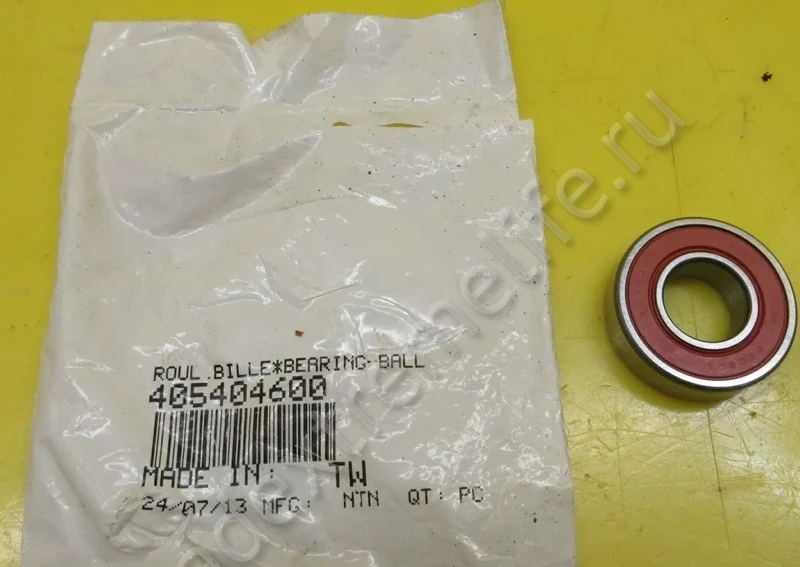 ROUL.BILLE*BEARING-BALL
405404600
MADE IN: TW
24/07/13 MFG: NTN QT: PC